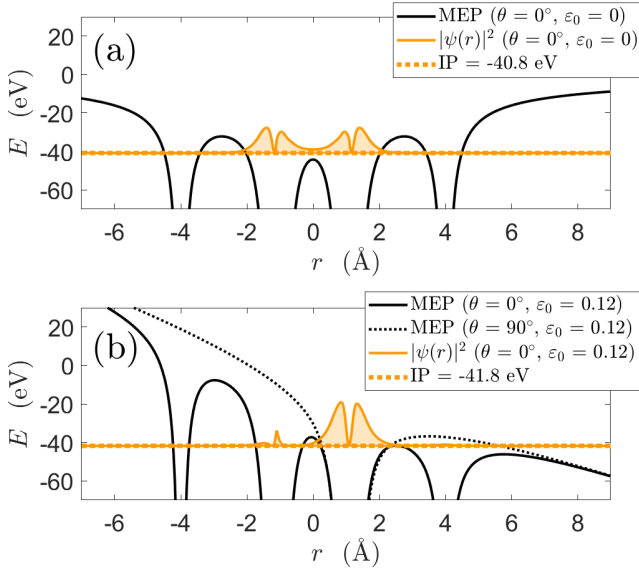 (a)
MEP (θ = 0°, ε₀ = 0)
|ψ(r)|² (θ = 0°, ε₀ = 0)
IP = -40.8 eV
20
0
-20
-40
-60
E (eV)
-6 -4 -2 0 2 4 6 8
r (Å)
(b)
MEP (θ = 0°, ε₀ = 0.12)
MEP (θ = 90°, ε₀ = 0.12)
|ψ(r)|² (θ = 0°, ε₀ = 0.12)
IP = -41.8 eV
20
0
-20
-40
-60
E (eV)
-6 -4 -2 0 2 4 6 8
r (Å)